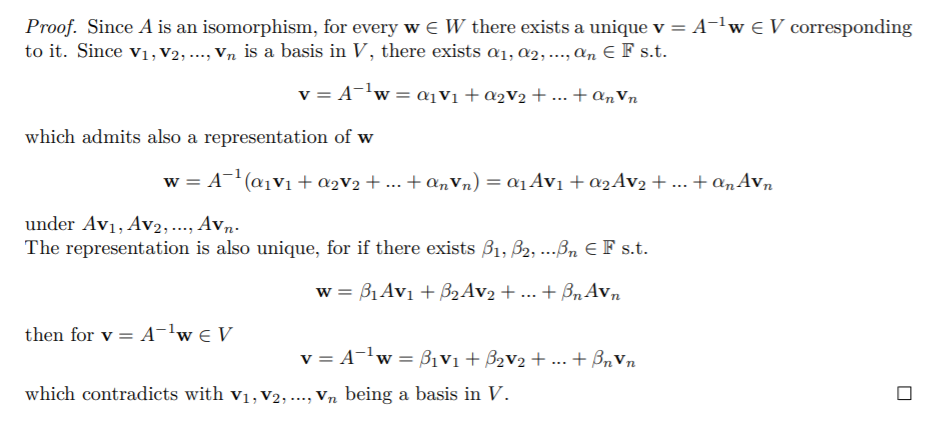 Proof. Since A is an isomorphism, for every w ∈ W there exists a unique v = A⁻¹w ∈ V corresponding
to it. Since v₁, v₂, ..., vₙ is a basis in V, there exists α₁, α₂, ..., αₙ ∈ 𝔽 s.t.
v = A⁻¹w = α₁v₁ + α₂v₂ + ... + αₙvₙ
which admits also a representation of w
w = A⁻¹(α₁v₁ + α₂v₂ + ... + αₙvₙ) = α₁Av₁ + α₂Av₂ + ... + αₙAvₙ
under Av₁, Av₂, ..., Avₙ.
The representation is also unique, for if there exists β₁, β₂, ...βₙ ∈ 𝔽 s.t.
w = β₁Av₁ + β₂Av₂ + ... + βₙAvₙ
then for v = A⁻¹w ∈ V
v = A⁻¹w = β₁v₁ + β₂v₂ + ... + βₙvₙ
which contradicts with v₁, v₂, ..., vₙ being a basis in V. □